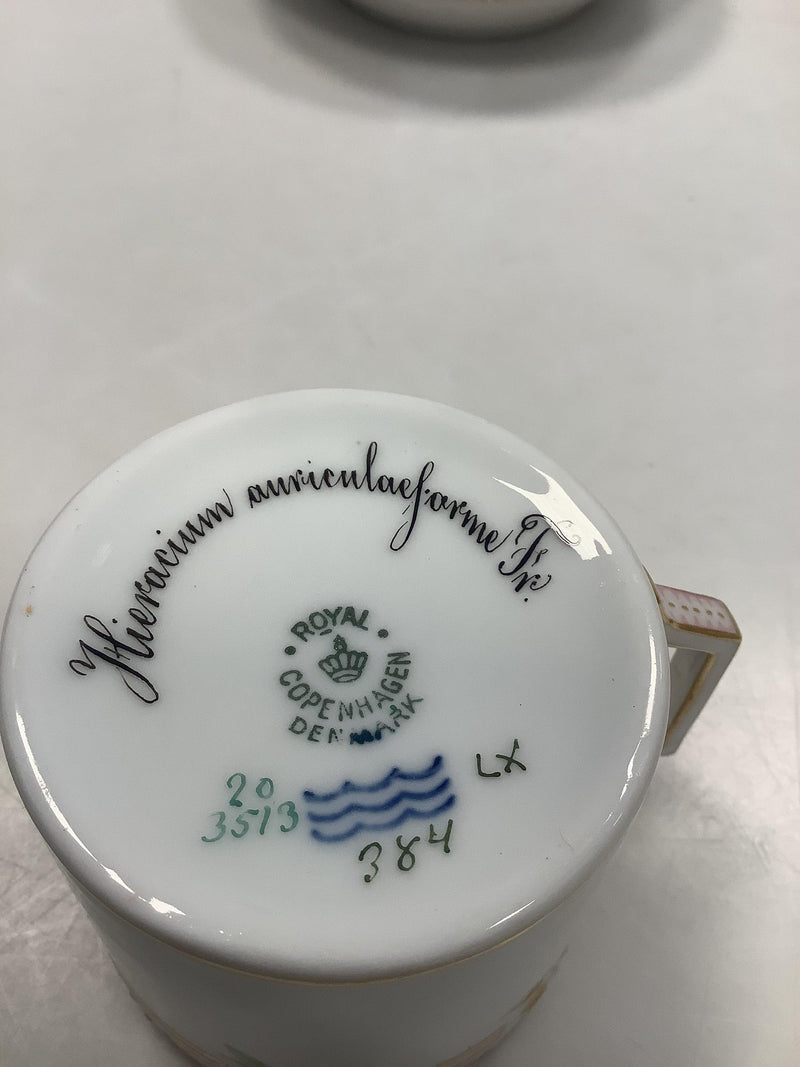 Hieracium auriculaeforme Fr.
ROYAL
COPENHAGEN
DENMARK
20
3513
LX
384